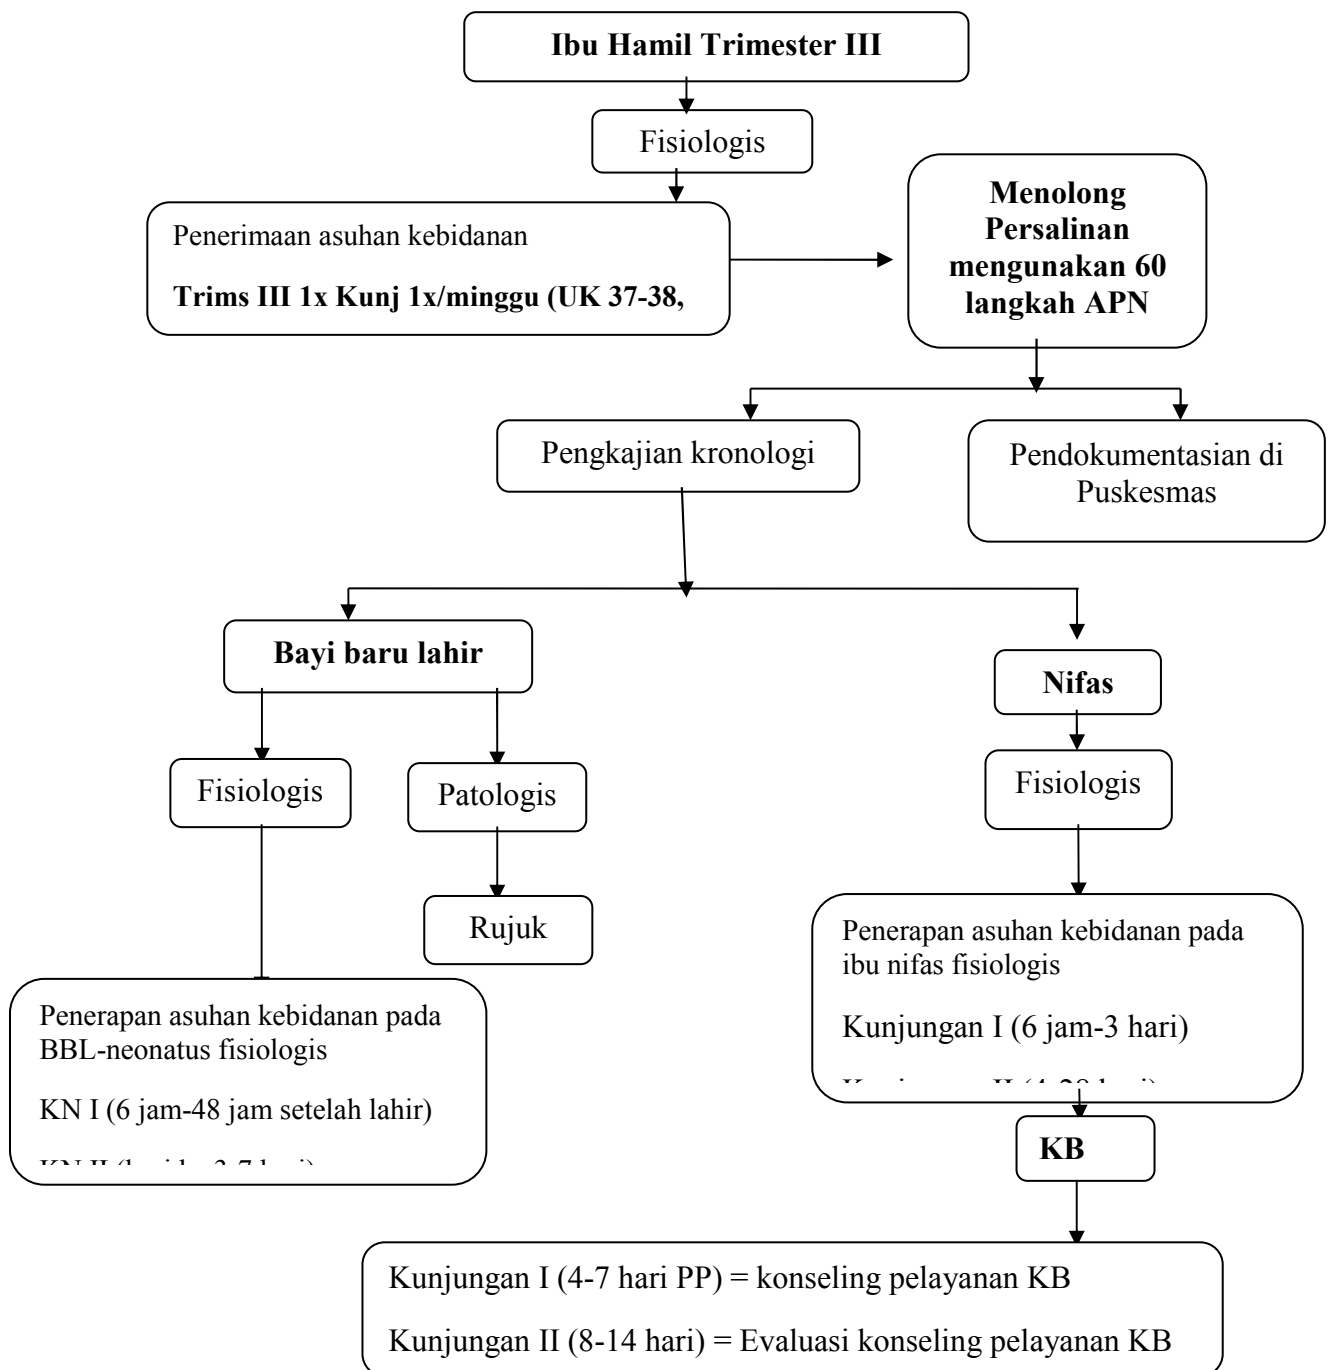 Ibu Hamil Trimester III
Fisiologis
Penerimaan asuhan kebidanan
Trims III 1x Kunj 1x/minggu (UK 37-38,
Menolong
Persalinan
mengunakan 60
langkah APN
Pengkajian kronologi
Pendokumentasian di
Puskesmas
Bayi baru lahir
Nifas
Fisiologis
Patologis
Fisiologis
Rujuk
Penerapan asuhan kebidanan pada
BBL-neonatus fisiologis
KN I (6 jam-48 jam setelah lahir)
Penerapan asuhan kebidanan pada
ibu nifas fisiologis
Kunjungan I (6 jam-3 hari)
KB
Kunjungan I (4-7 hari PP) = konseling pelayanan KB
Kunjungan II (8-14 hari) = Evaluasi konseling pelayanan KB